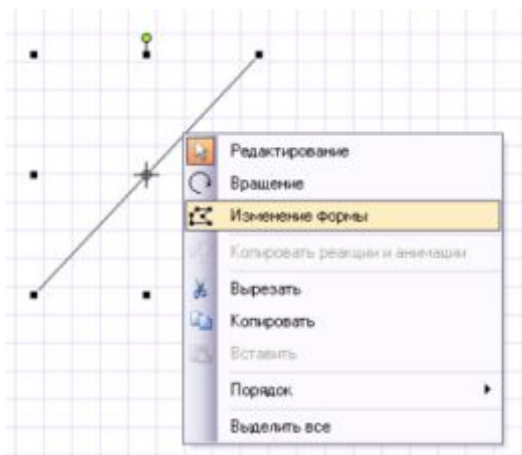 Редактирование
Вращение
Изменение формы
Копировать реакции и анимации
Вырезать
Копировать
Вставить
Порядок
Выделить все